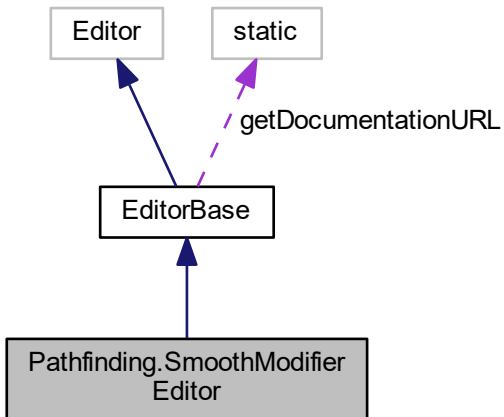 Editor
static
getDocumentationURL
EditorBase
Pathfinding.SmoothModifier
Editor